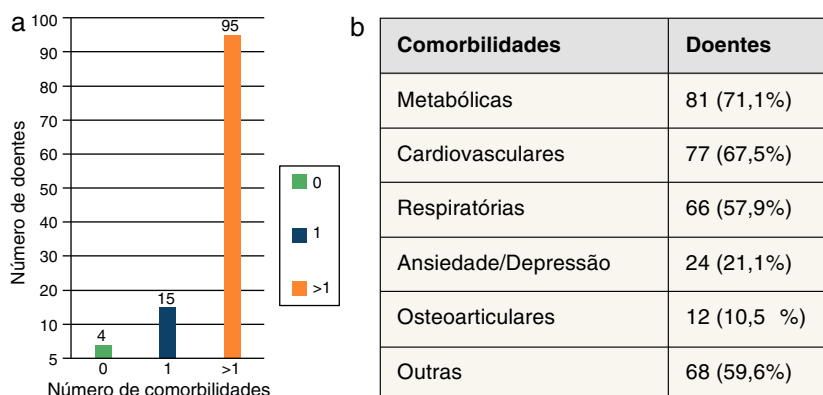 a
100
90
80
70
60
50
40
30
20
10
5
Número de doentes
4
15
95
0
1
>1
Número de comorbilidades
0
1
>1
b
Comorbilidades Doentes
Metabólicas 81 (71,1%)
Cardiovasculares 77 (67,5%)
Respiratórias 66 (57,9%)
Ansiedade/Depressão 24 (21,1%)
Osteoarticulares 12 (10,5 %)
Outras 68 (59,6%)